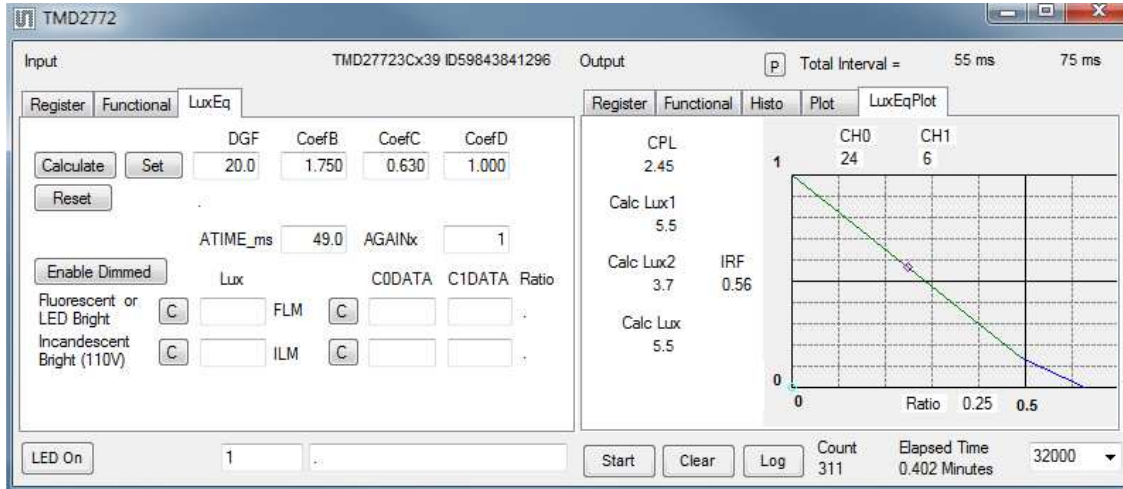 TMD2772
Input TMD27723Cx39 ID59843841296 Output P Total Interval = 55 ms 75 ms
Register Functional LuxEq
Register Functional Histo Plot LuxEqPlot
DGF CoefB CoefC CoefD
Calculate Set 20.0 1.750 0.630 1.000
Reset .
ATIME_ms 49.0 AGAINx 1
Enable Dimmed Lux C0DATA C1DATA Ratio
Fluorescent or
LED Bright C FLM C .
Incandescent
Bright (110V) C ILM C .
CPL
2.45
Calc Lux1
5.5
Calc Lux2 IRF
3.7 0.56
Calc Lux
5.5
CH0 CH1
24 6
1
0
0 Ratio 0.25 0.5
LED On 1 .
Start Clear Log
Count
311
Elapsed Time
0.402 Minutes
32000